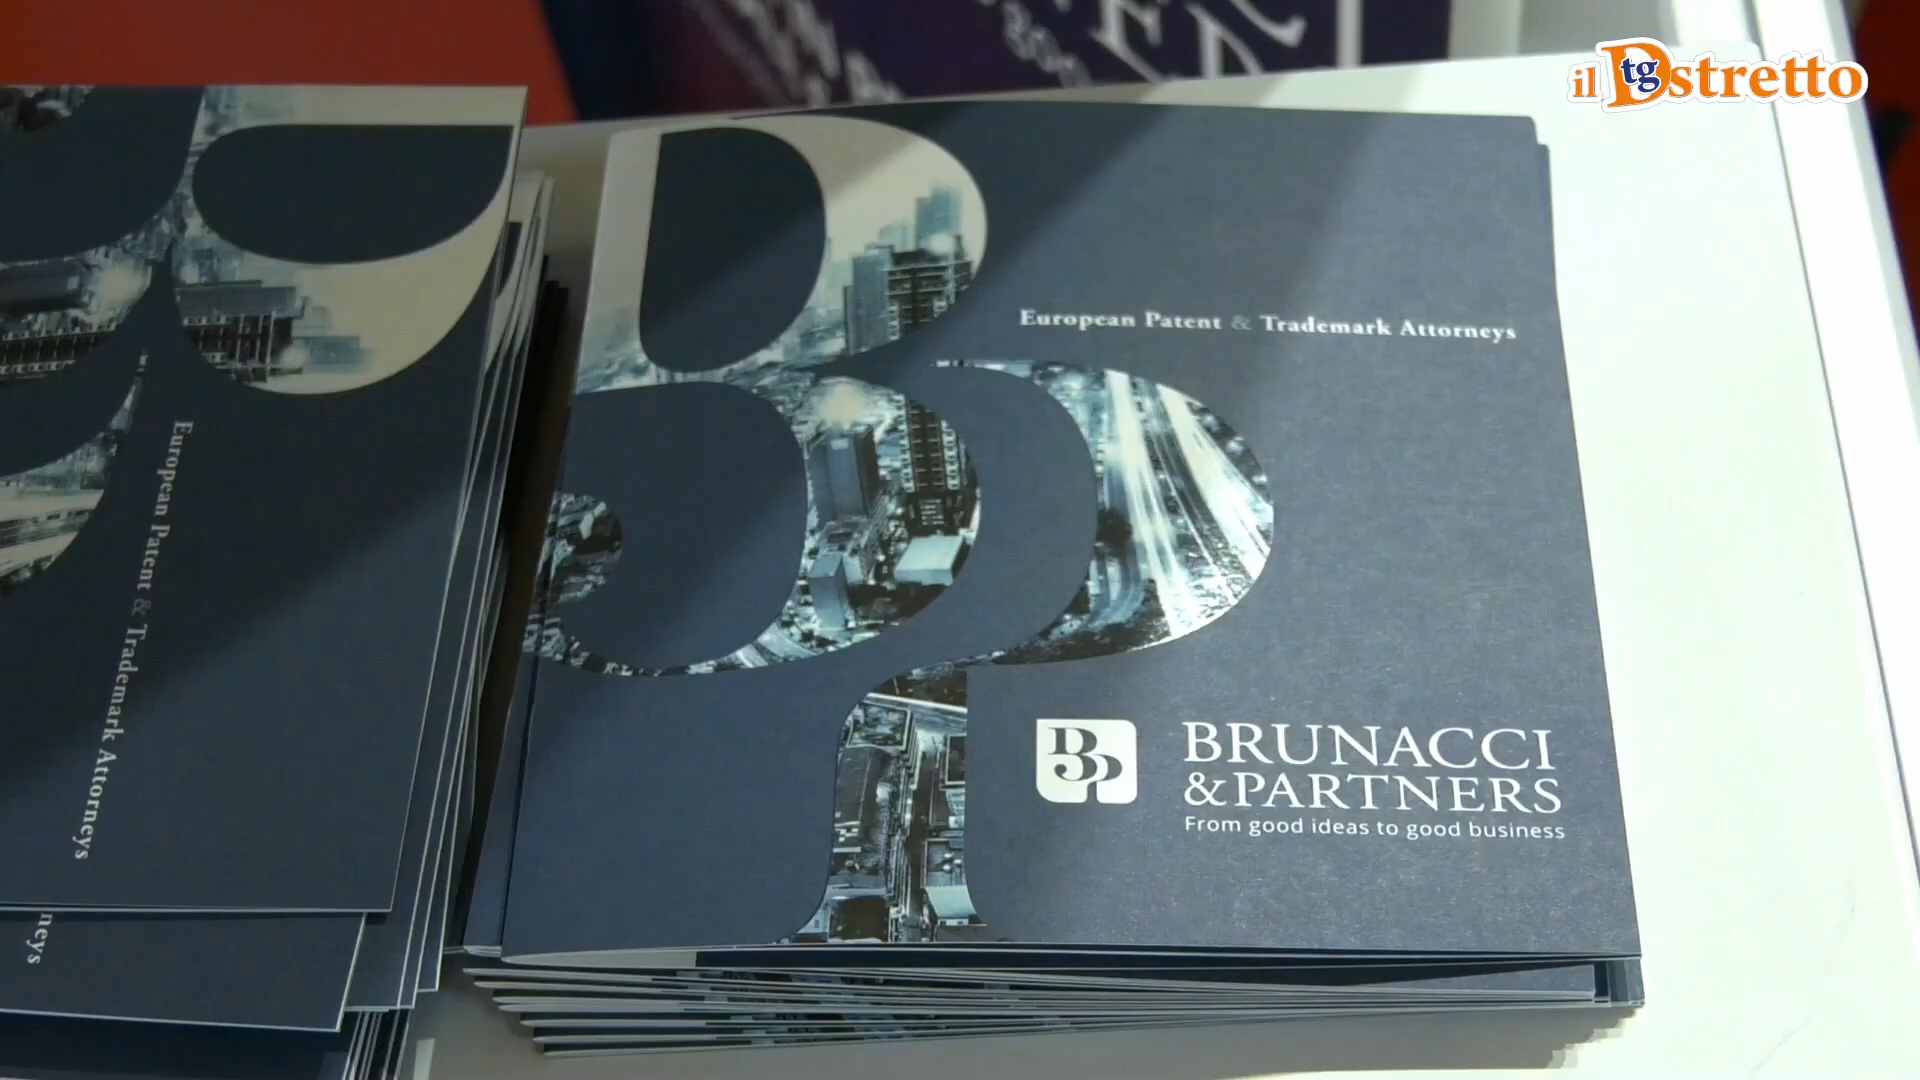 il Dstretto
tg
European Patent & Trademark Attorneys
BRUNACCI
& PARTNERS
From good ideas to good business
European Patent & Trademark Attorneys
neys